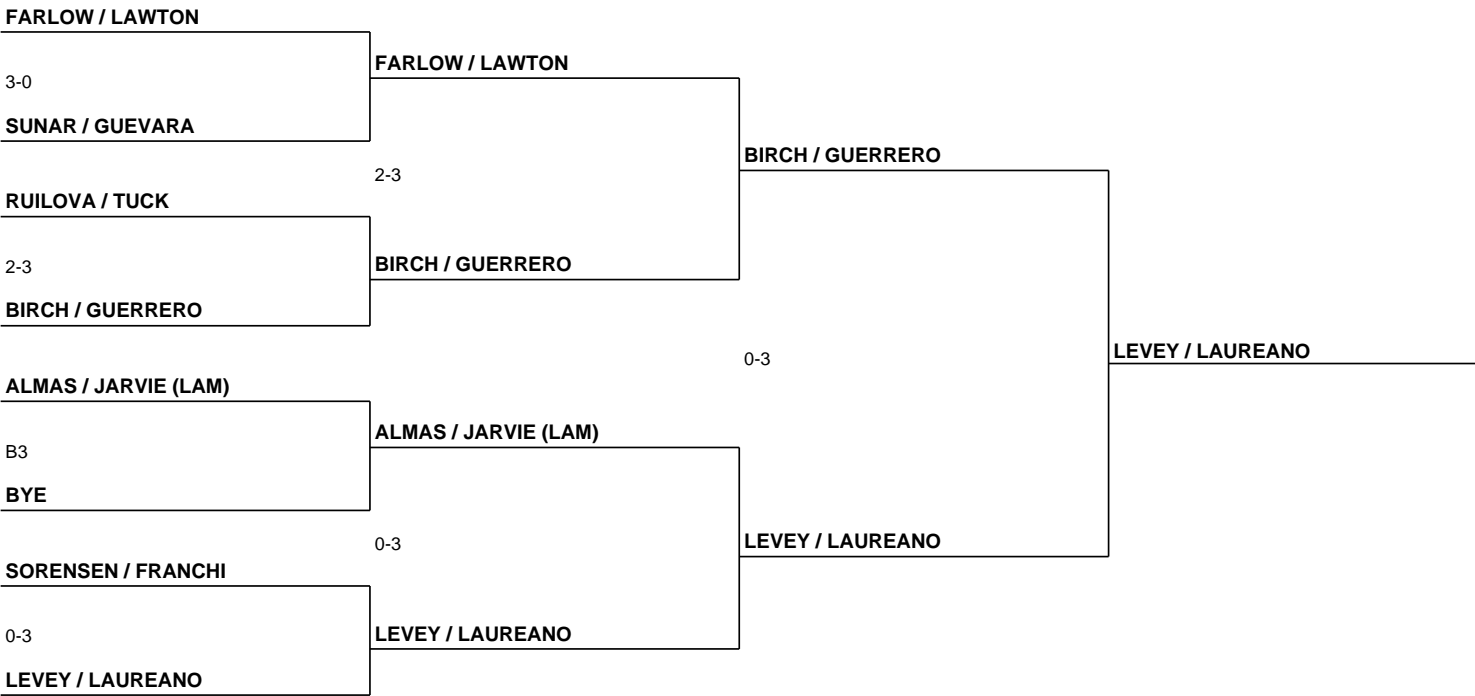 FARLOW / LAWTON
3-0
SUNAR / GUEVARA
RUILOVA / TUCK
2-3
BIRCH / GUERRERO
ALMAS / JARVIE (LAM)
B3
BYE
SORENSEN / FRANCHI
0-3
LEVEY / LAUREANO
FARLOW / LAWTON
2-3
BIRCH / GUERRERO
ALMAS / JARVIE (LAM)
0-3
LEVEY / LAUREANO
BIRCH / GUERRERO
0-3
LEVEY / LAUREANO
LEVEY / LAUREANO